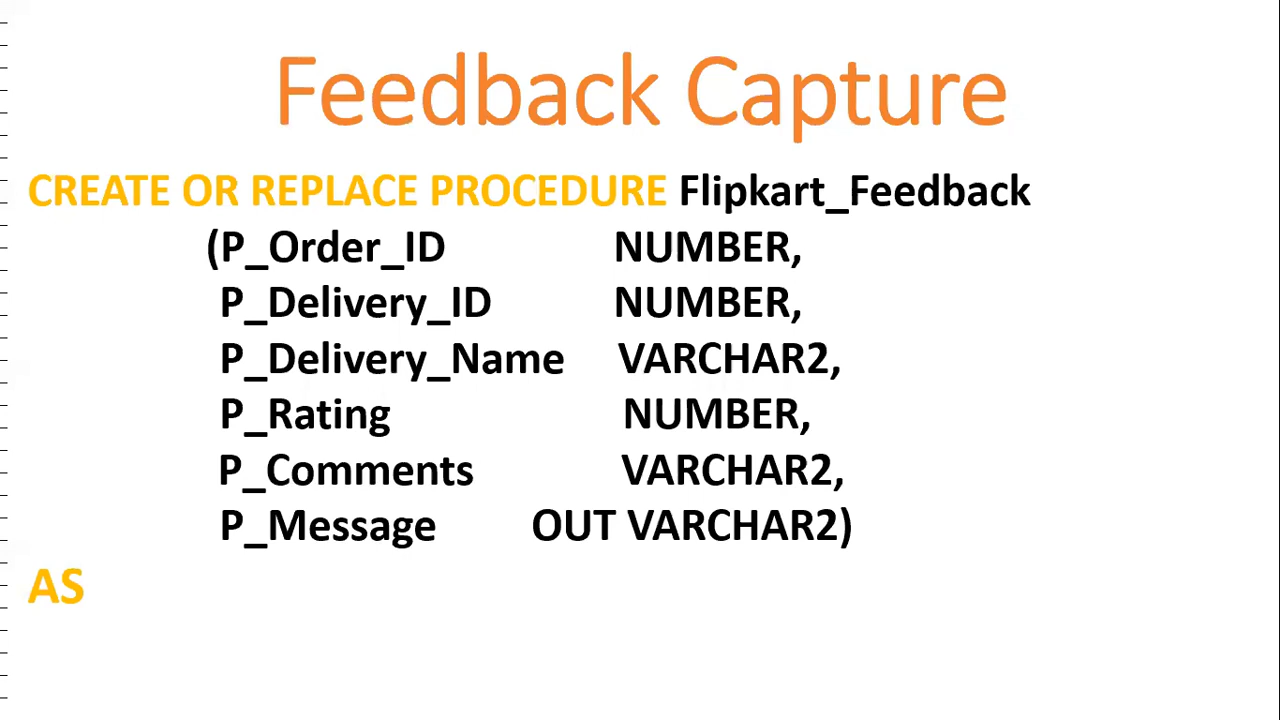 Feedback Capture
CREATE OR REPLACE PROCEDURE Flipkart_Feedback
(P_Order_ID NUMBER,
P_Delivery_ID NUMBER,
P_Delivery_Name VARCHAR2,
P_Rating NUMBER,
P_Comments VARCHAR2,
P_Message OUT VARCHAR2)
AS